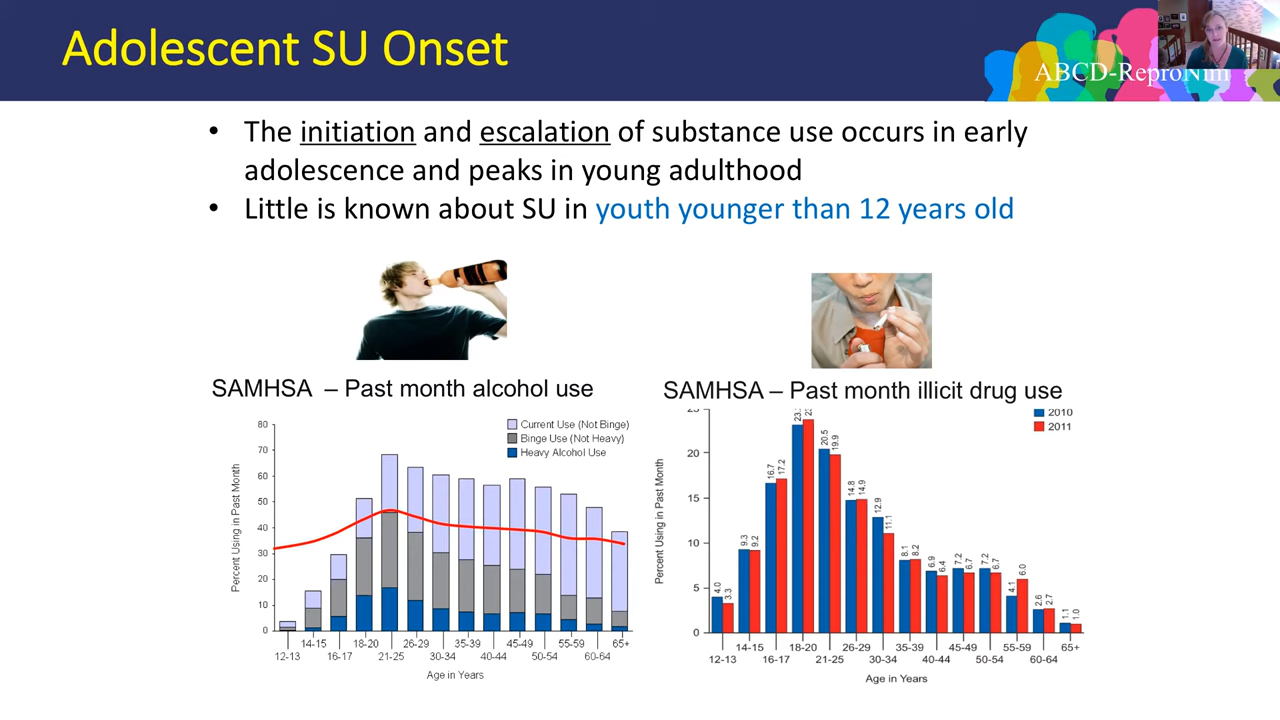 Adolescent SU Onset
ABCD-ReproNim
• The initiation and escalation of substance use occurs in early
adolescence and peaks in young adulthood
• Little is known about SU in youth younger than 12 years old
SAMHSA – Past month alcohol use
80
70
60
50
40
30
20
10
0
Percent Using in Past Month
Current Use (Not Binge)
Binge Use (Not Heavy)
Heavy Alcohol Use
14-15 18-20 26-29 35-39 45-49 55-59 65+
12-13 16-17 21-25 30-34 40-44 50-54 60-64
Age in Years
SAMHSA – Past month illicit drug use
2010
2011
20
15
10
5
0
Percent Using in Past Month
4.0 3.3 9.3 9.2 16.7 17.2 20.5 19.9 14.8 14.9 12.9 11.1 8.1 8.2 6.9 6.4 7.2 6.7 7.2 6.7 4.1 6.0 2.6 2.7 1.1 1.0
14-15 18-20 26-29 35-39 45-49 55-59 65+
12-13 16-17 21-25 30-34 40-44 50-54 60-64
Age in Years